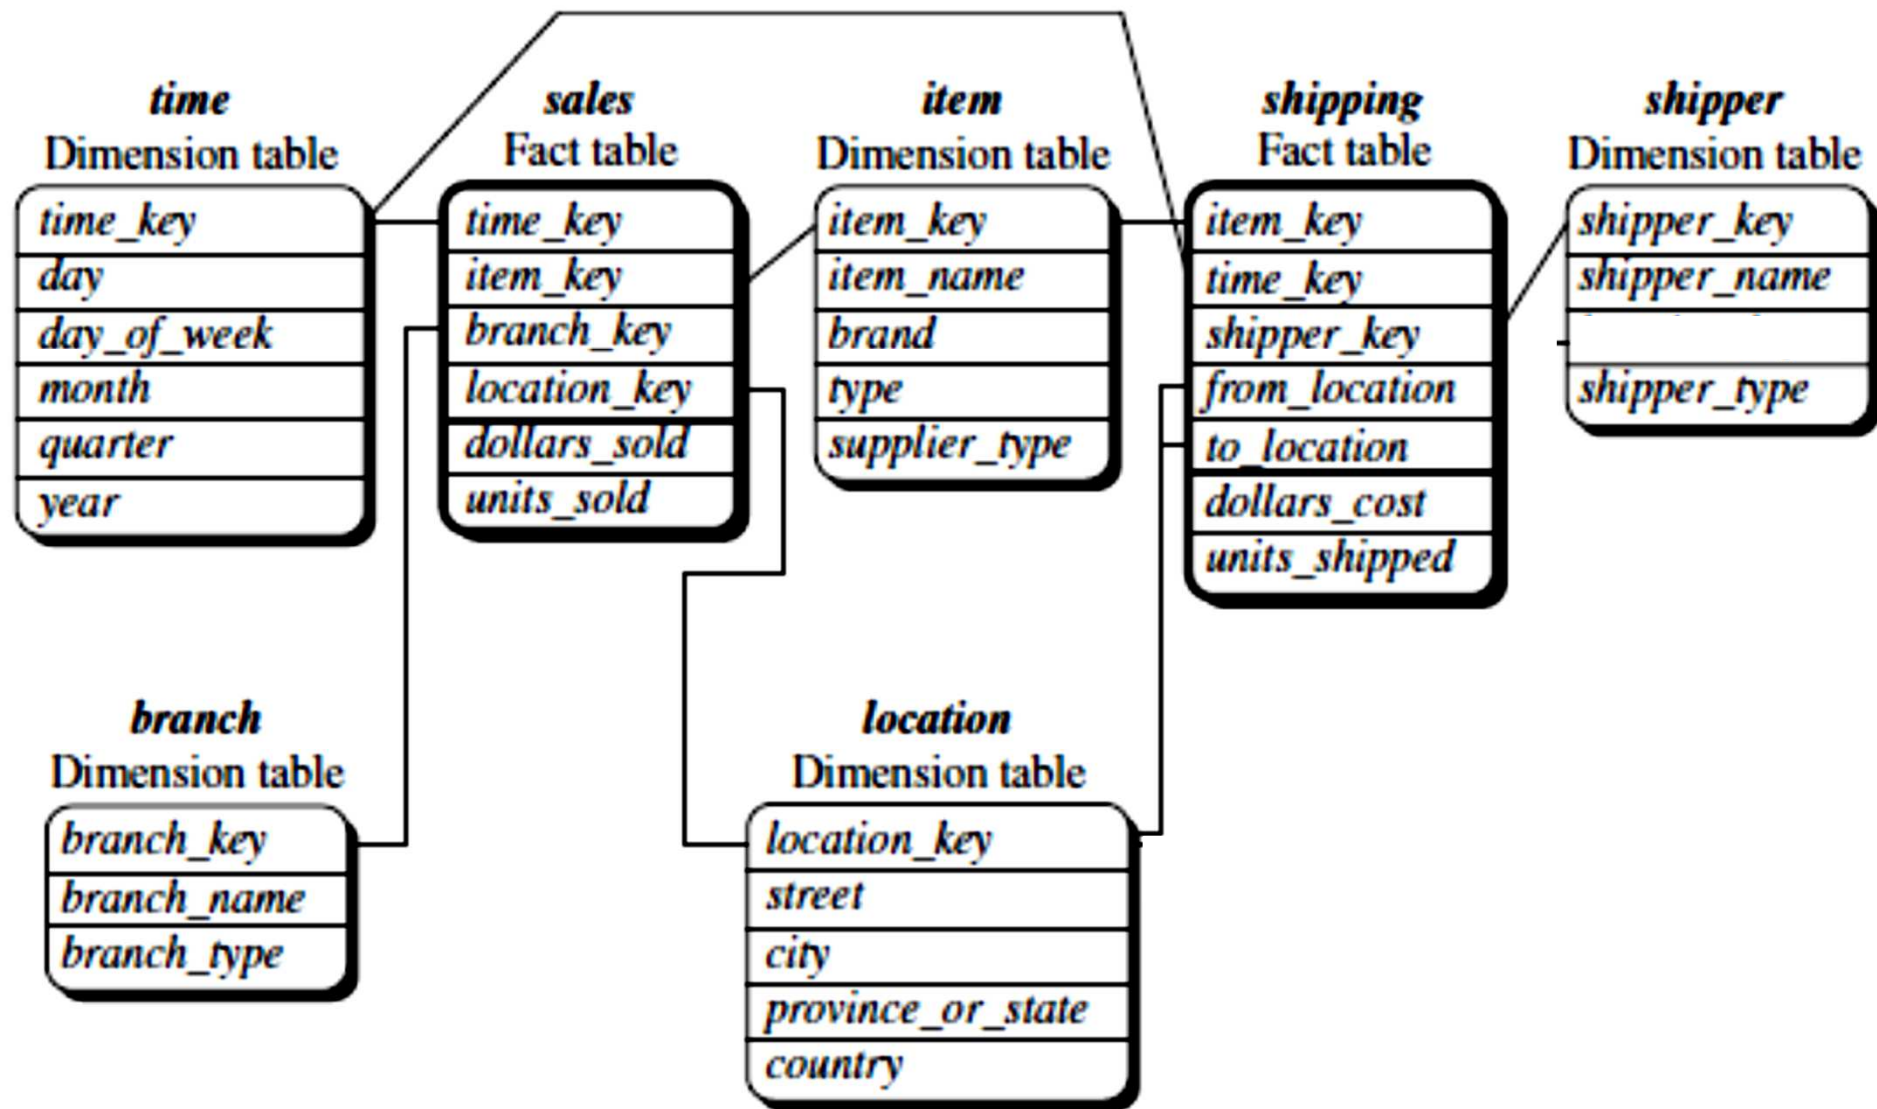 time
Dimension table
time_key
day
day_of_week
month
quarter
year
sales
Fact table
time_key
item_key
branch_key
location_key
dollars_sold
units_sold
item
Dimension table
item_key
item_name
brand
type
supplier_type
shipping
Fact table
item_key
time_key
shipper_key
from_location
to_location
dollars_cost
units_shipped
shipper
Dimension table
shipper_key
shipper_name
shipper_type
branch
Dimension table
branch_key
branch_name
branch_type
location
Dimension table
location_key
street
city
province_or_state
country